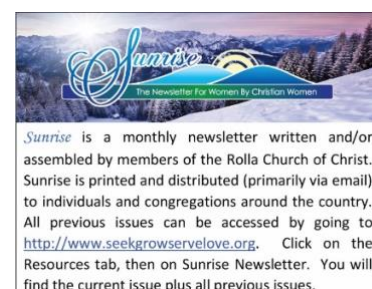 Sunrise
The Newsletter For Women By Christian Women
Sunrise is a monthly newsletter written and/or
assembled by members of the Rolla Church of Christ.
Sunrise is printed and distributed (primarily via email)
to individuals and congregations around the country.
All previous issues can be accessed by going to
http://www.seekgrowservelove.org. Click on the
Resources tab, then on Sunrise Newsletter. You will
find the current issue plus all previous issues.